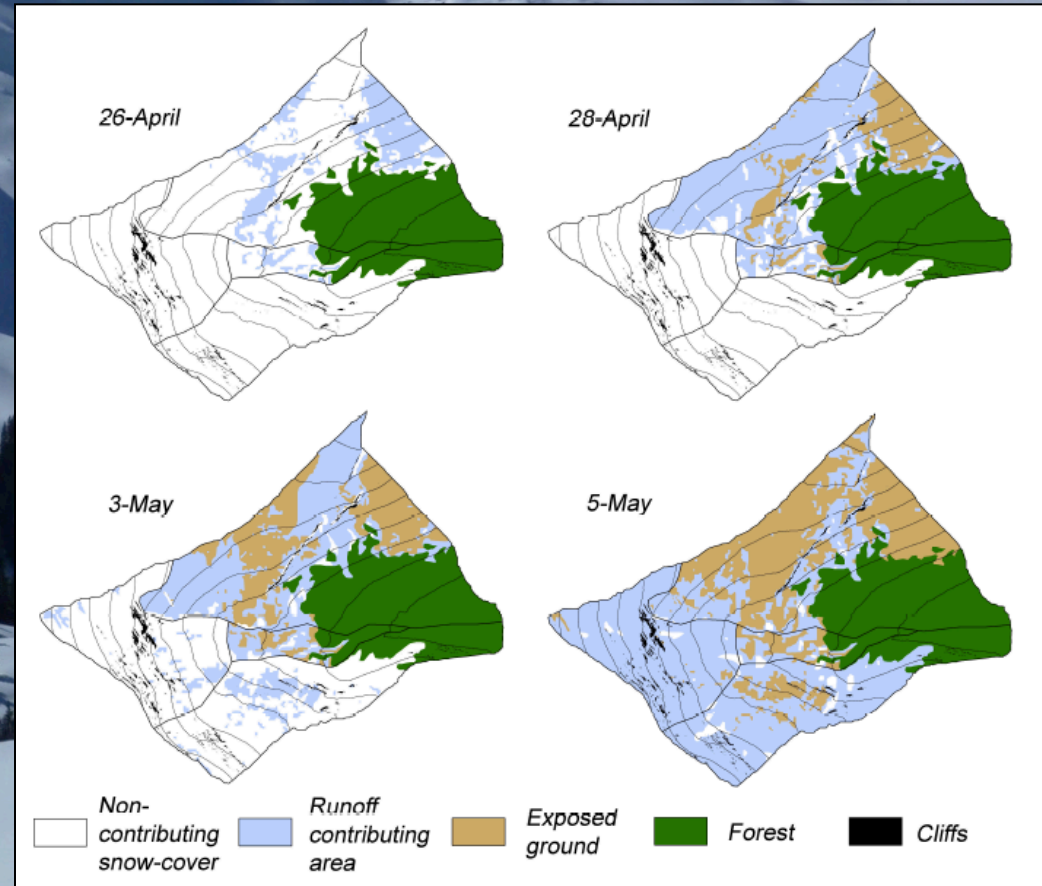 26-April
28-April
3-May
5-May
Non-
contributing
snow-cover
Runoff
contributing
area
Exposed
ground
Forest
Cliffs